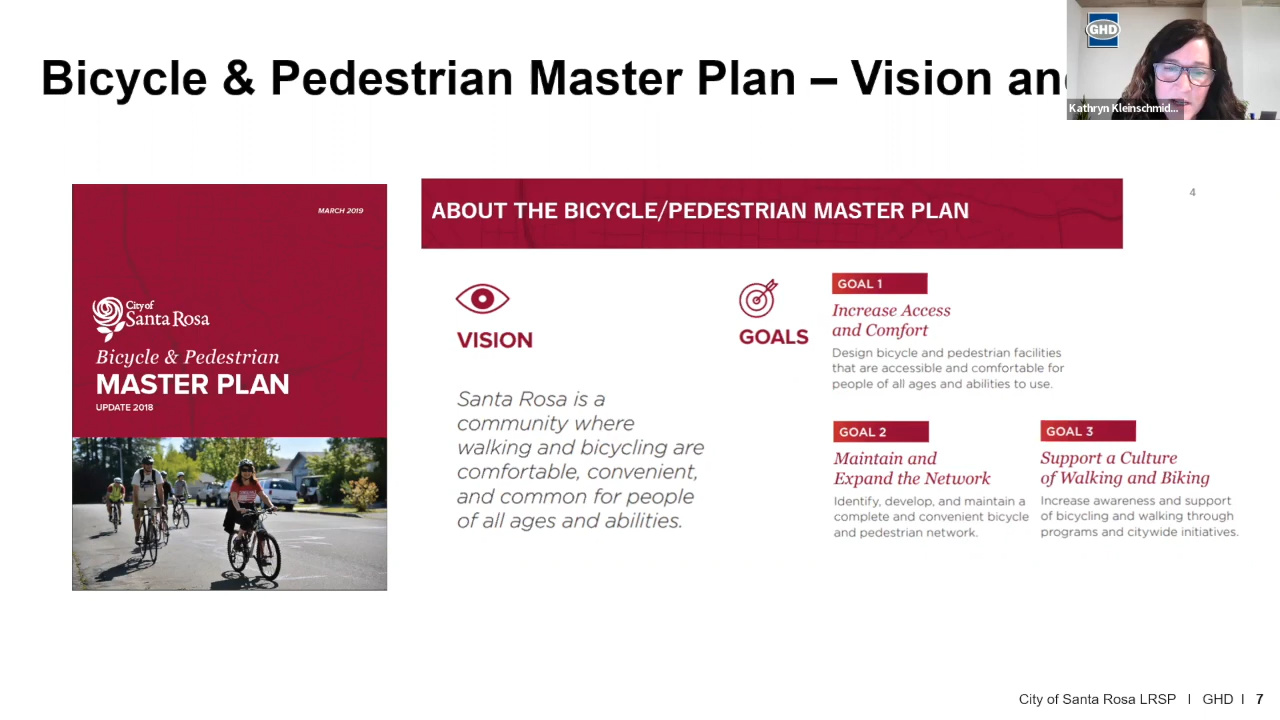 Bicycle & Pedestrian Master Plan – Vision an
GHD
Kathryn Kleinschmid...
MARCH 2019
City of
Santa Rosa
Bicycle & Pedestrian
MASTER PLAN
UPDATE 2018
ABOUT THE BICYCLE/PEDESTRIAN MASTER PLAN
4
VISION
Santa Rosa is a
community where
walking and bicycling are
comfortable, convenient,
and common for people
of all ages and abilities.
GOALS
GOAL 1
Increase Access
and Comfort
Design bicycle and pedestrian facilities
that are accessible and comfortable for
people of all ages and abilities to use.
GOAL 2
Maintain and
Expand the Network
Identify, develop, and maintain a
complete and convenient bicycle
and pedestrian network.
GOAL 3
Support a Culture
of Walking and Biking
Increase awareness and support
of bicycling and walking through
programs and citywide initiatives.
City of Santa Rosa LRSP | GHD | 7